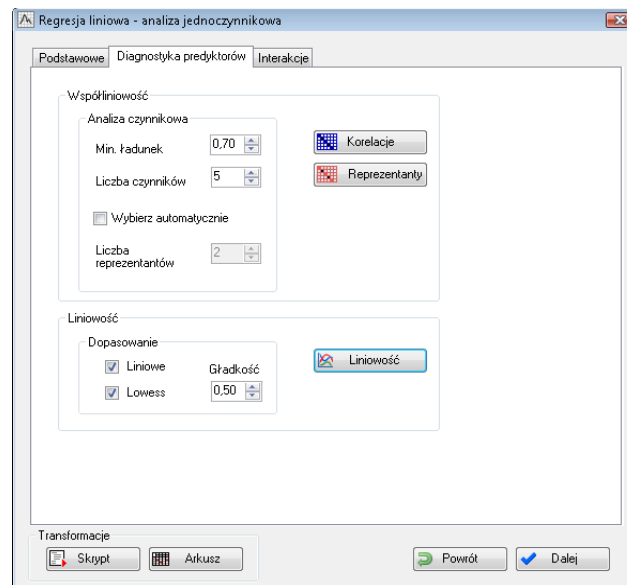 Regresja liniowa - analiza jednoczynnikowa
Podstawowe Diagnostyka predyktorów Interakcje
Współliniowość
Analiza czynnikowa
Min. ładunek 0,70
Korelacje
Liczba czynników 5
Reprezentanty
Wybierz automatycznie
Liczba reprezentantów 2
Liniowość
Dopasowanie
Liniowe Gładkość
Liniowość
Lowess 0,50
Transformacje
Skrypt Arkusz Powrót Dalej